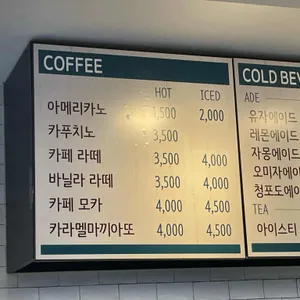 COFFEE
HOT ICED
아메리카노 1,500 2,000
카푸치노 3,500
카페 라떼 3,500 4,000
바닐라 라떼 3,500 4,000
카페 모카 4,000 4,500
카라멜마끼아또 4,000 4,500
COLD BEV
ADE
유자에이드
레몬에이드
자몽에이드
오미자에이드
청포도에이드
TEA
아이스티